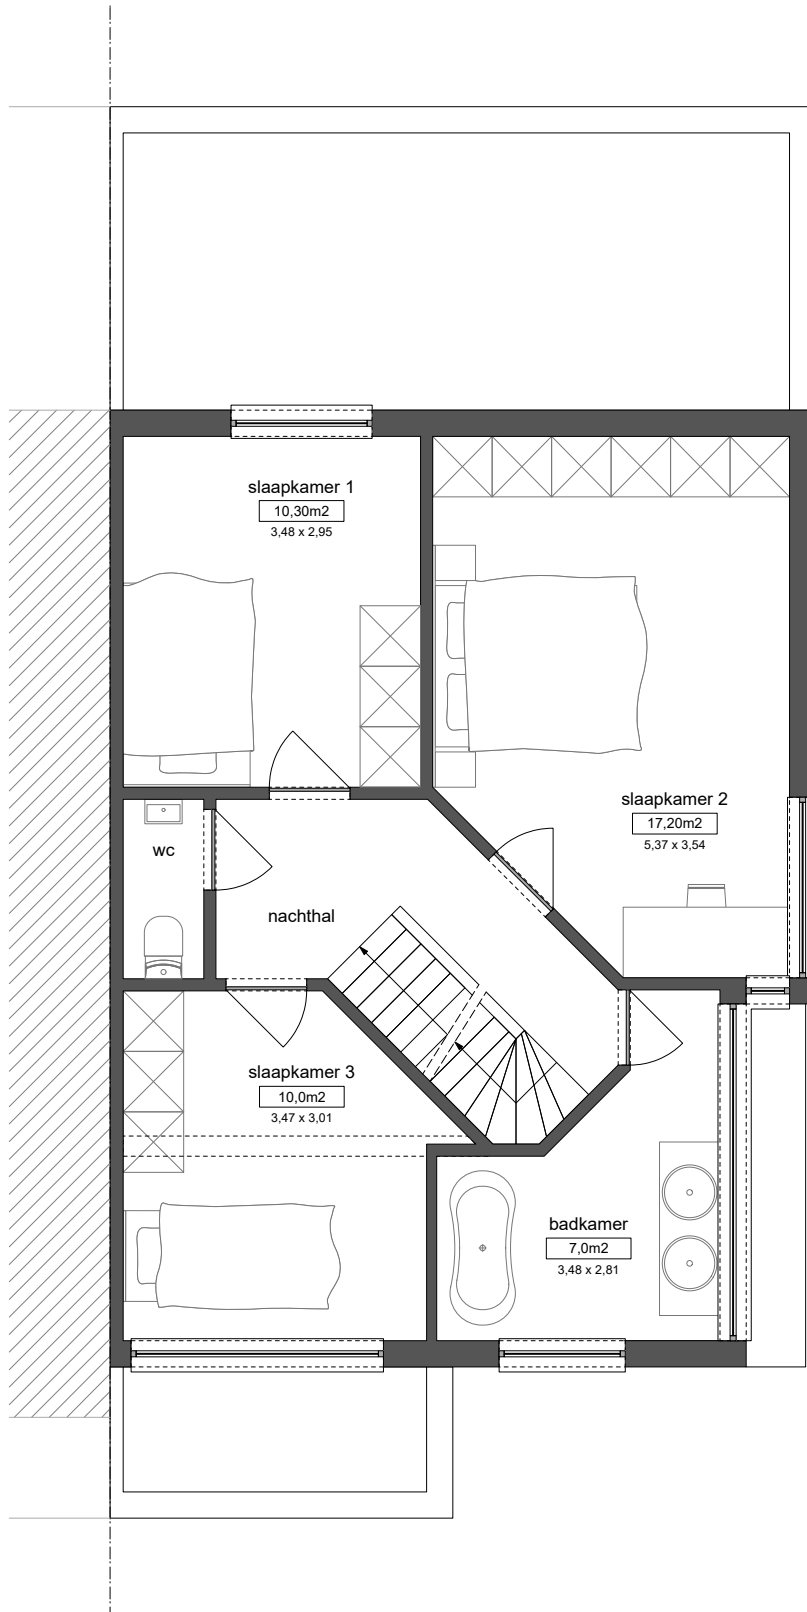 slaapkamer 1
10,30m2
3,48 x 2,95
slaapkamer 2
17,20m2
5,37 x 3,54
wc
nachthal
slaapkamer 3
10,0m2
3,47 x 3,01
badkamer
7,0m2
3,48 x 2,81